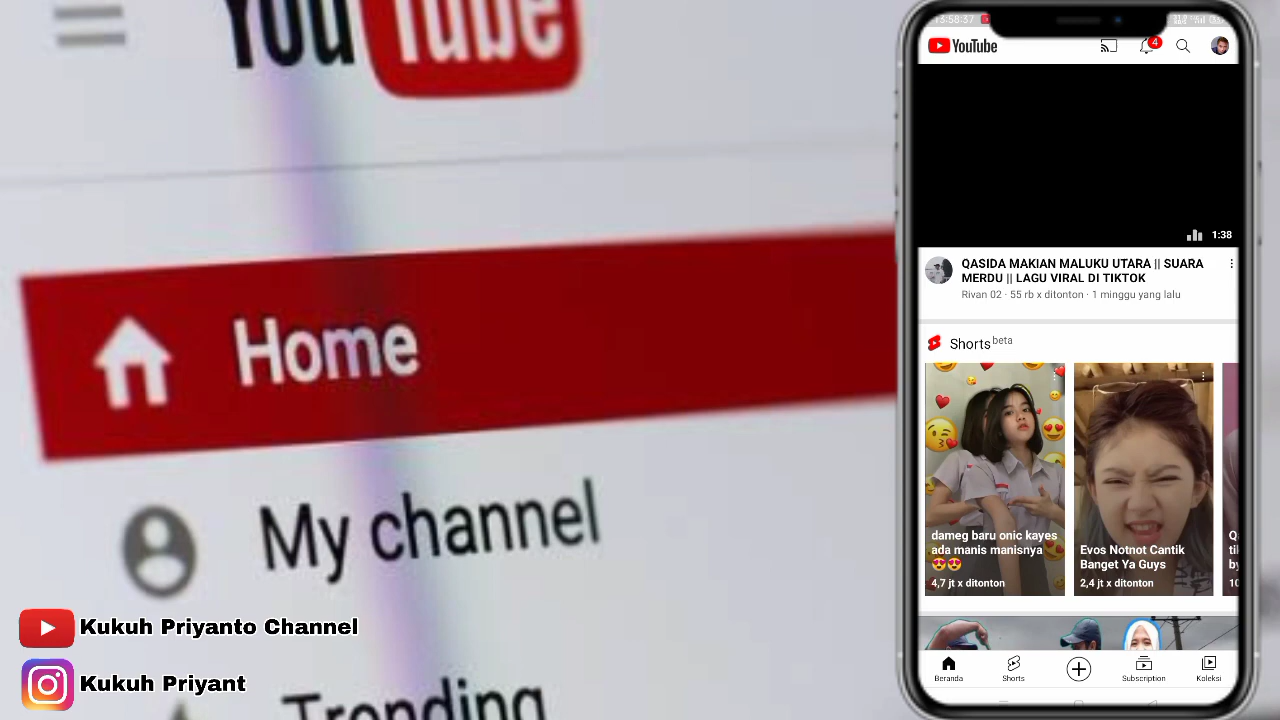 YouTube
Home
My channel
Trending
Kukuh Priyanto Channel
Kukuh Priyant
13:58:37
YouTube
4
1:38
QASIDA MAKIAN MALUKU UTARA || SUARA
MERDU || LAGU VIRAL DI TIKTOK
Rivan 02 · 55 rb x ditonton · 1 minggu yang lalu
Shorts beta
dameg baru onic kayes
ada manis manisnya
😍😍
4,7 jt x ditonton
Evos Notnot Cantik
Banget Ya Guys
2,4 jt x ditonton
Beranda
Shorts
Subscription
Koleksi